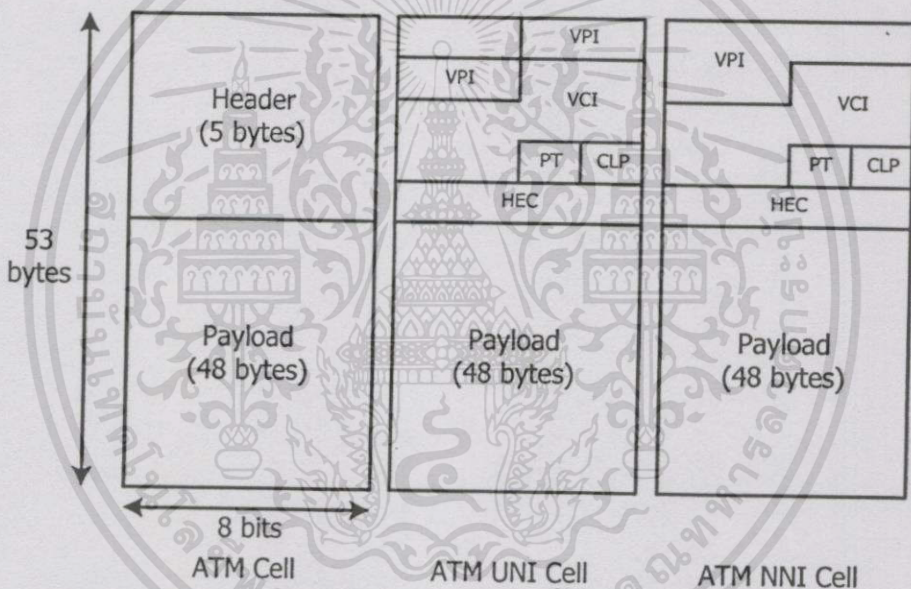 53
bytes
Header
(5 bytes)
Payload
(48 bytes)
8 bits
ATM Cell
VPI
VPI
VCI
PT
CLP
HEC
Payload
(48 bytes)
ATM UNI Cell
VPI
VCI
PT
CLP
HEC
Payload
(48 bytes)
ATM NNI Cell